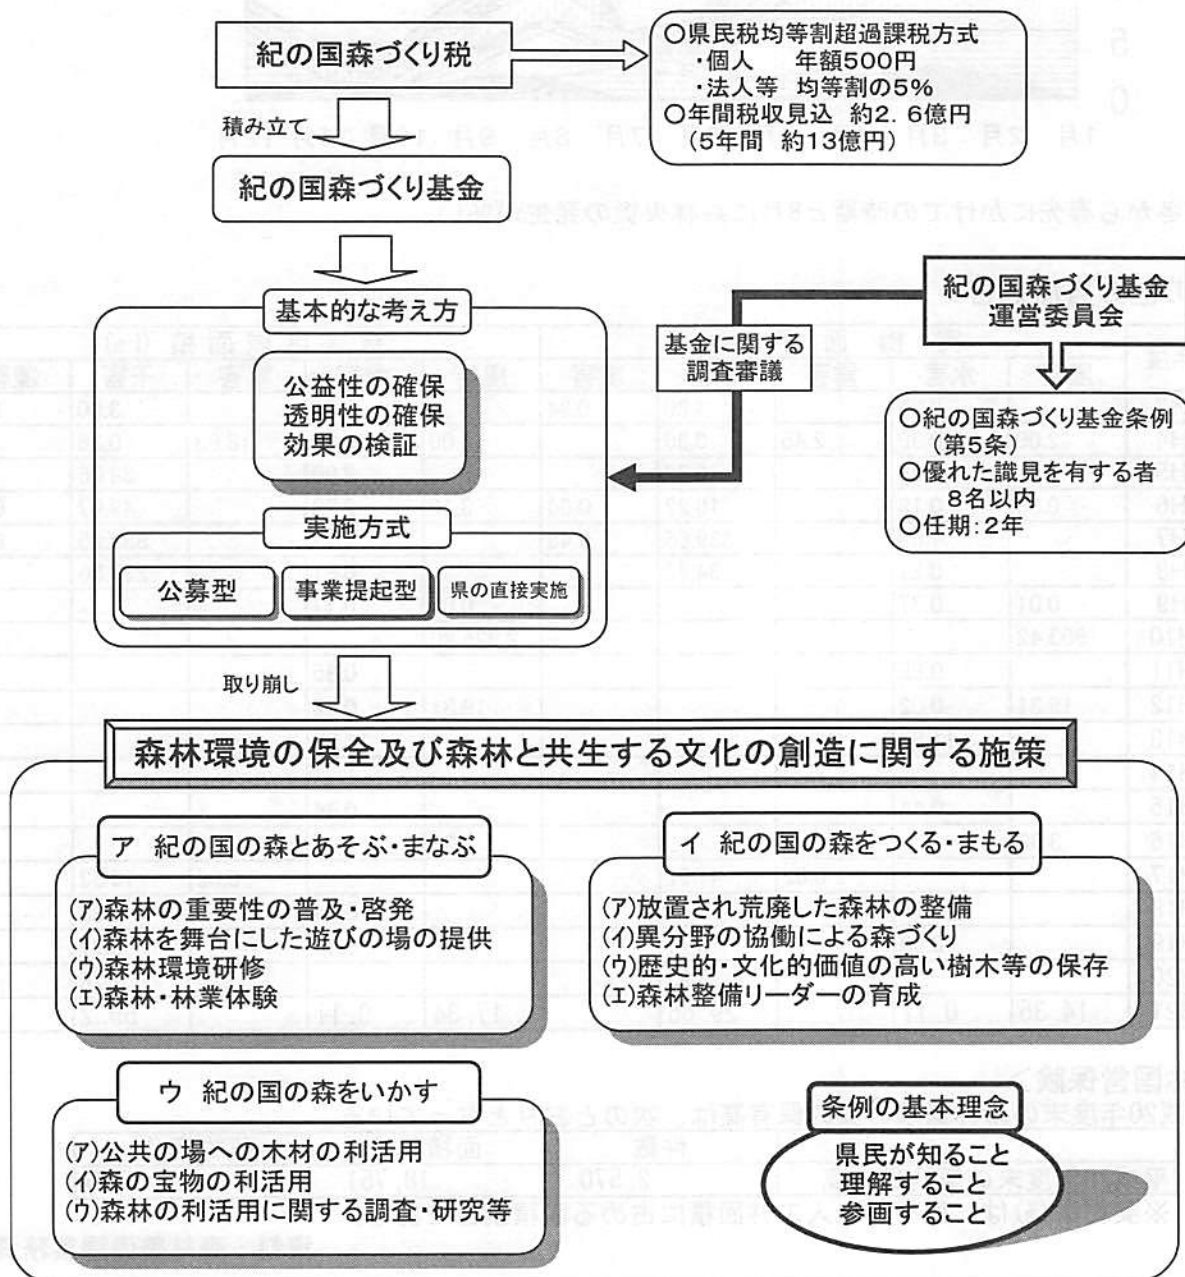 紀の国森づくり税
○県民税均等割超過課税方式
・個人　年額500円
・法人等　均等割の5%
○年間税収見込　約2．6億円
（5年間　約13億円）
積み立て
紀の国森づくり基金
基本的な考え方
公益性の確保
透明性の確保
効果の検証
実施方式
公募型
事業提起型
県の直接実施
基金に関する
調査審議
紀の国森づくり基金
運営委員会
○紀の国森づくり基金条例
（第5条）
○優れた識見を有する者
8名以内
○任期：2年
取り崩し
森林環境の保全及び森林と共生する文化の創造に関する施策
ア　紀の国の森とあそぶ・まなぶ
(ア)森林の重要性の普及・啓発
(イ)森林を舞台にした遊びの場の提供
(ウ)森林環境研修
(エ)森林・林業体験
イ　紀の国の森をつくる・まもる
(ア)放置され荒廃した森林の整備
(イ)異分野の協働による森づくり
(ウ)歴史的・文化的価値の高い樹木等の保存
(エ)森林整備リーダーの育成
ウ　紀の国の森をいかす
(ア)公共の場への木材の利活用
(イ)森の宝物の利活用
(ウ)森林の利活用に関する調査・研究等
条例の基本理念
県民が知ること
理解すること
参画すること